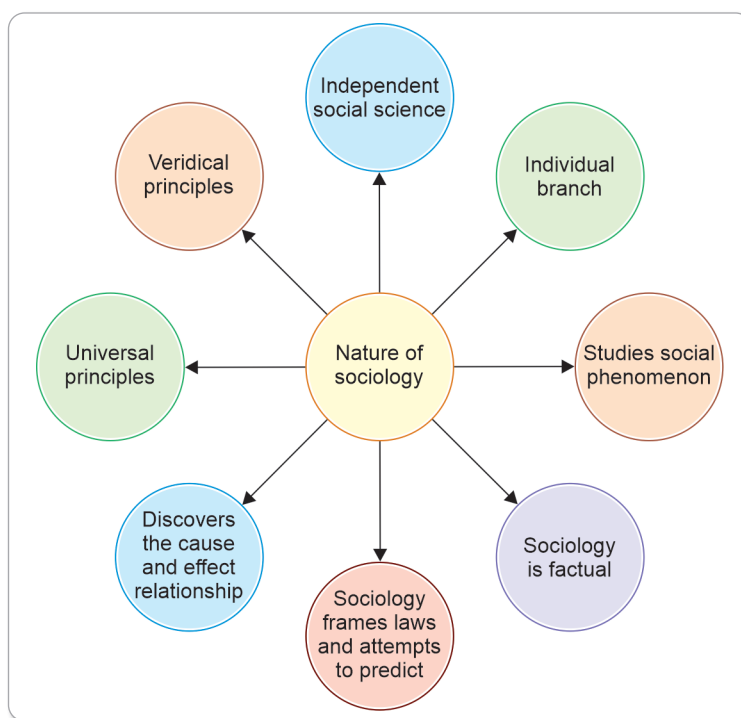 Independent
social science
Individual
branch
Studies social
phenomenon
Sociology
is factual
Sociology
frames laws
and attempts
to predict
Discovers
the cause
and effect
relationship
Universal
principles
Veridical
principles
Nature of
sociology